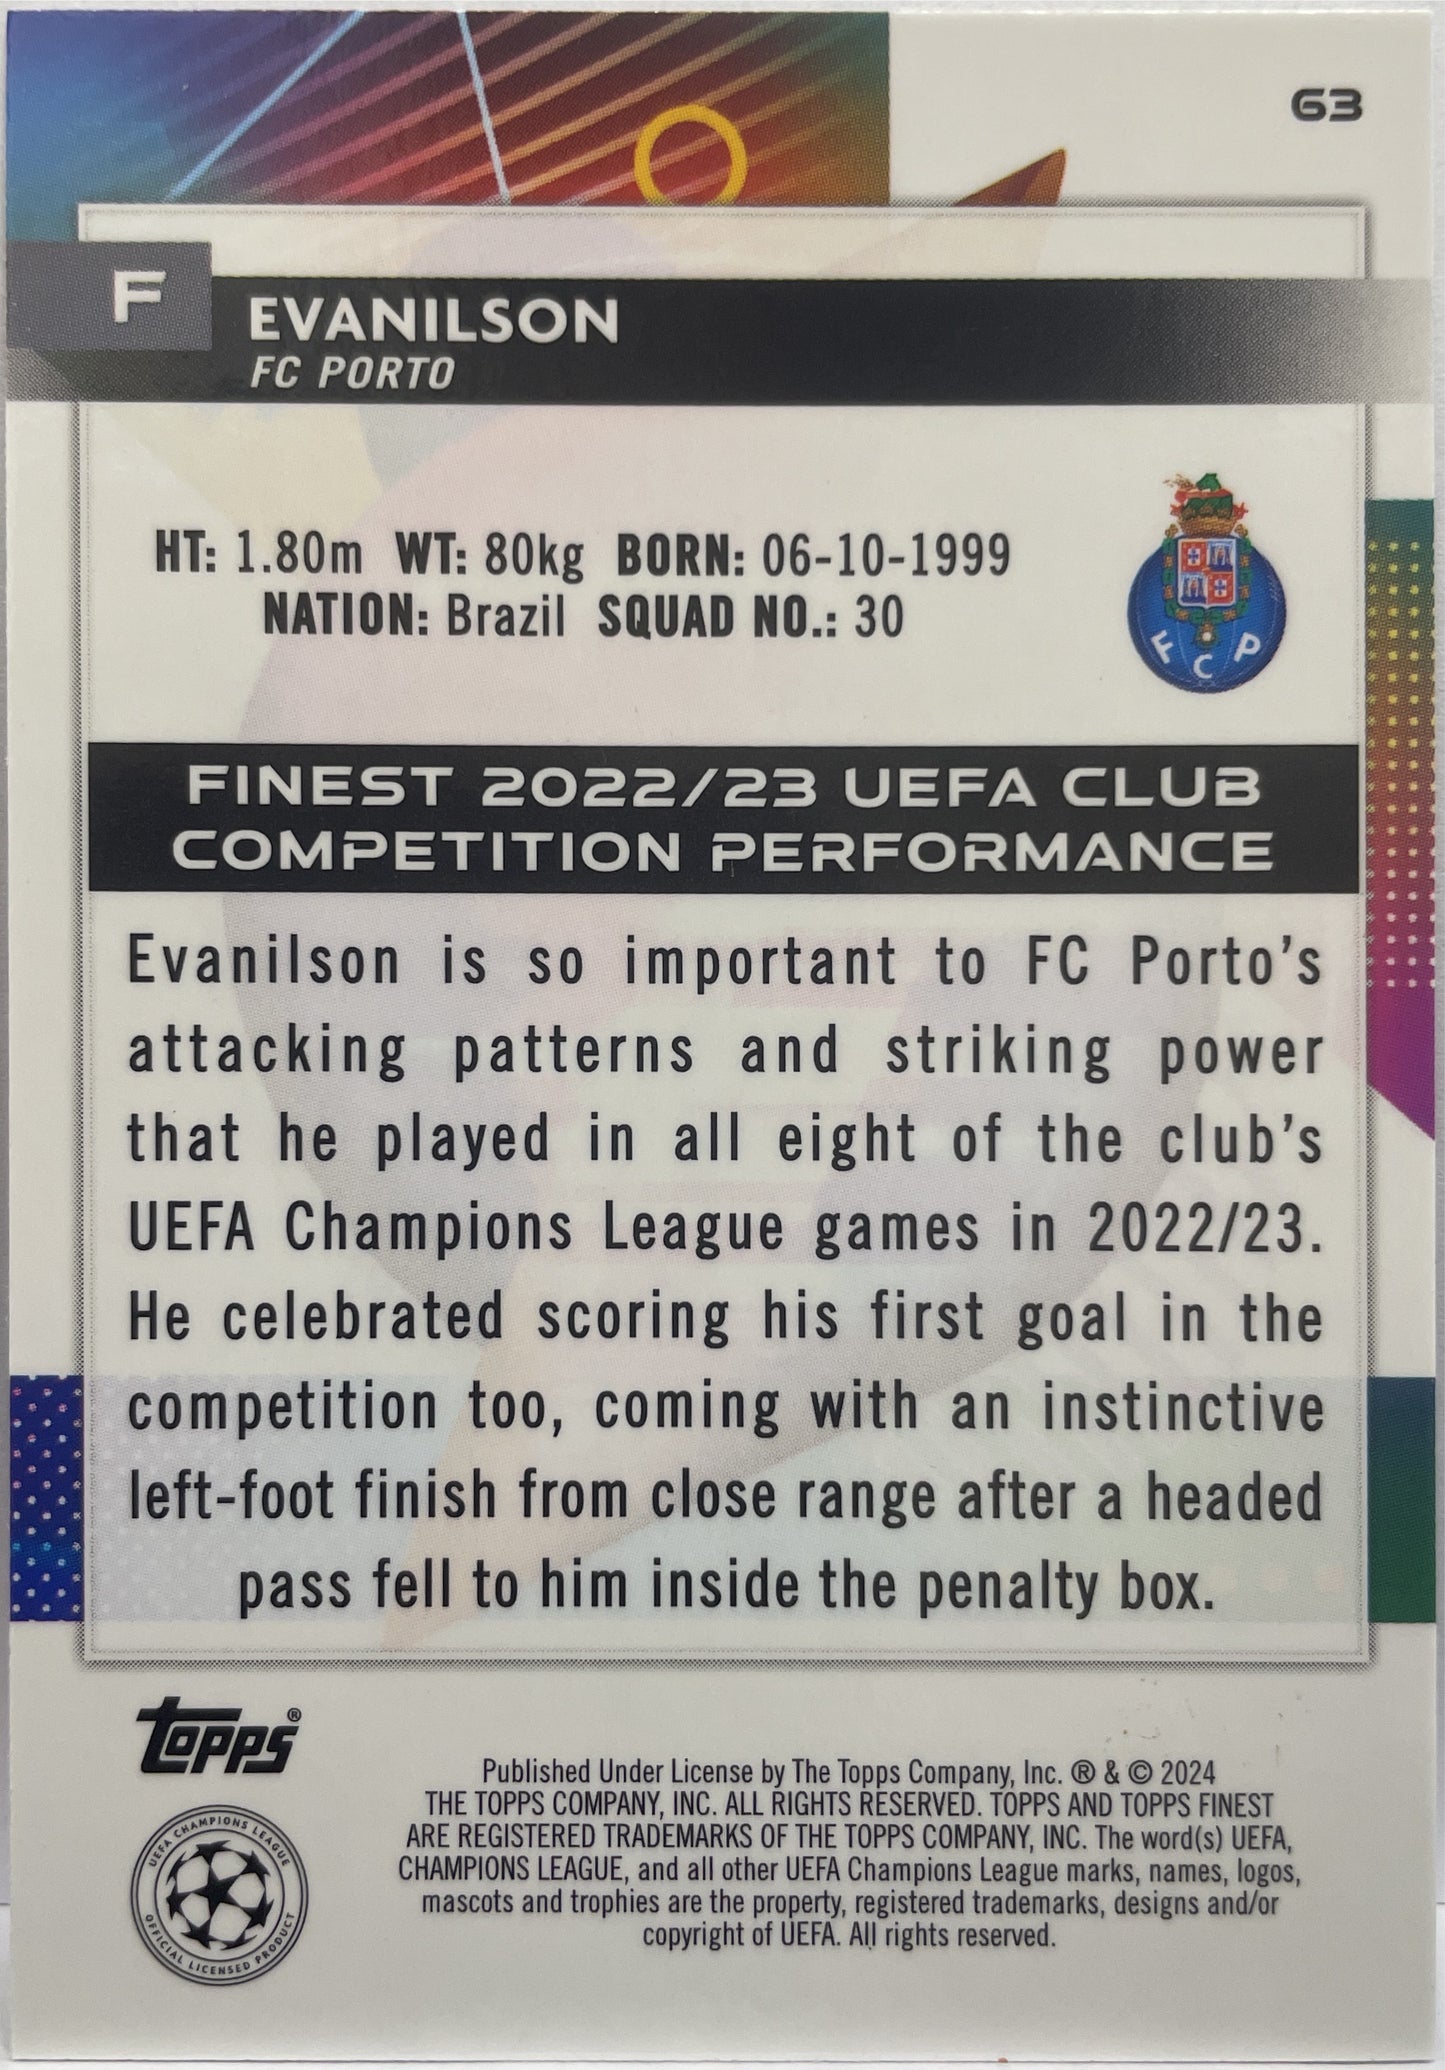 63
F
EVANILSON
FC PORTO
HT: 1.80m WT: 80kg BORN: 06-10-1999
NATION: Brazil SQUAD NO.: 30
F C P
FINEST 2022/23 UEFA CLUB
COMPETITION PERFORMANCE
Evanilson is so important to FC Porto's
attacking patterns and striking power
that he played in all eight of the club's
UEFA Champions League games in 2022/23.
He celebrated scoring his first goal in the
competition too, coming with an instinctive
left-foot finish from close range after a headed
pass fell to him inside the penalty box.
Topps®
Published Under License by The Topps Company, Inc. ® & © 2024
THE TOPPS COMPANY, INC. ALL RIGHTS RESERVED. TOPPS AND TOPPS FINEST
ARE REGISTERED TRADEMARKS OF THE TOPPS COMPANY, INC. The word(s) UEFA,
CHAMPIONS LEAGUE, and all other UEFA Champions League marks, names, logos,
mascots and trophies are the property, registered trademarks, designs and/or
copyright of UEFA. All rights reserved.
UEFA CHAMPIONS LEAGUE
OFFICIAL LICENSED PRODUCT